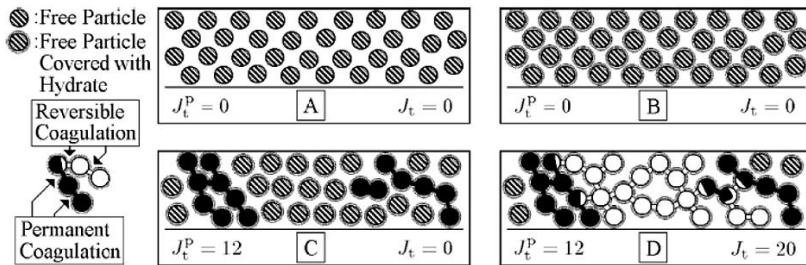 :Free Particle
:Free Particle
Covered with
Hydrate
Reversible
Coagulation
Permanent
Coagulation
J_t^p = 0 A J_t = 0
J_t^p = 0 B J_t = 0
J_t^p = 12 C J_t = 0
J_t^p = 12 D J_t = 20